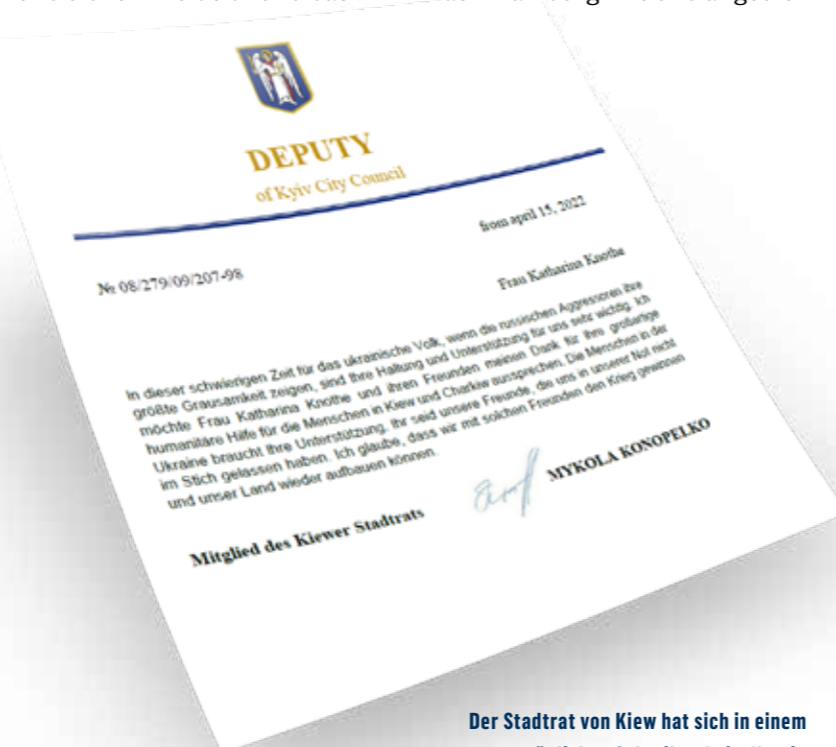 DEPUTY
of Kyiv City Council
from april 15, 2022
№ 08/279/09/207-98
Frau Katharina Knothe
In dieser schwierigen Zeit für das ukrainische Volk, wenn die russischen Aggressoren ihre
größte Grausamkeit zeigen, sind Ihre Haltung und Unterstützung für uns sehr wichtig. Ich
möchte Frau Katharina Knothe und ihren Freunden meinen Dank für ihre großartige
humanitäre Hilfe für die Menschen in Kiew und Charkiw aussprechen. Die Menschen in der
Ukraine braucht Ihre Unterstützung. Ihr seid unsere Freunde, die uns in unserer Not nicht
im Stich gelassen haben. Ich glaube, dass wir mit solchen Freunden den Krieg gewinnen
und unser Land wieder aufbauen können.
Mitglied des Kiewer Stadtrats
MYKOLA KONOPELKO
Der Stadtrat von Kiew hat sich in einem